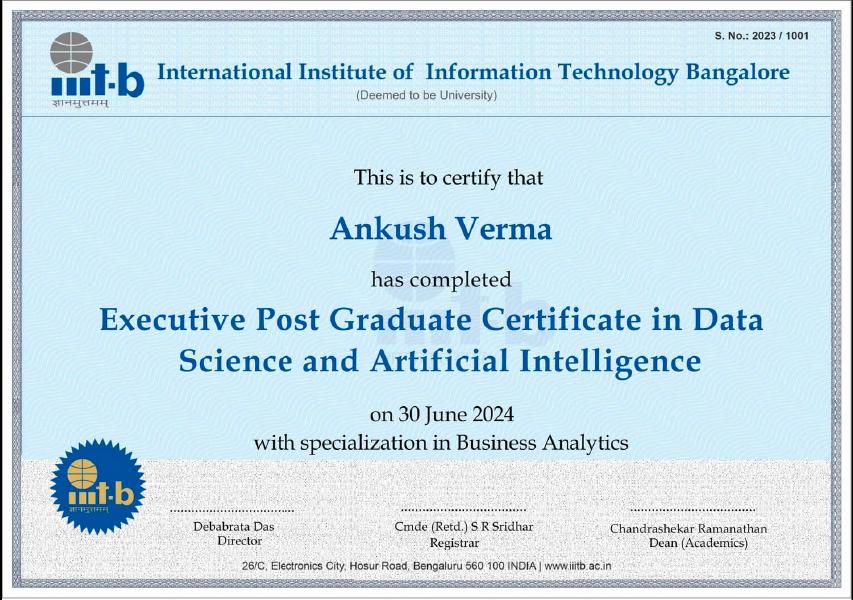 S. No.: 2023 / 1001
iiit-b
International Institute of Information Technology Bangalore
ज्ञानमुत्तमम्
(Deemed to be University)
This is to certify that
Ankush Verma
has completed
Executive Post Graduate Certificate in Data
Science and Artificial Intelligence
on 30 June 2024
with specialization in Business Analytics
iiit-b
ज्ञानमुत्तमम्
Debabrata Das
Director
Cmde (Retd.) S R Sridhar
Registrar
Chandrashekar Ramanathan
Dean (Academics)
26/C, Electronics City, Hosur Road, Bengaluru 560 100 INDIA | www.iiitb.ac.in